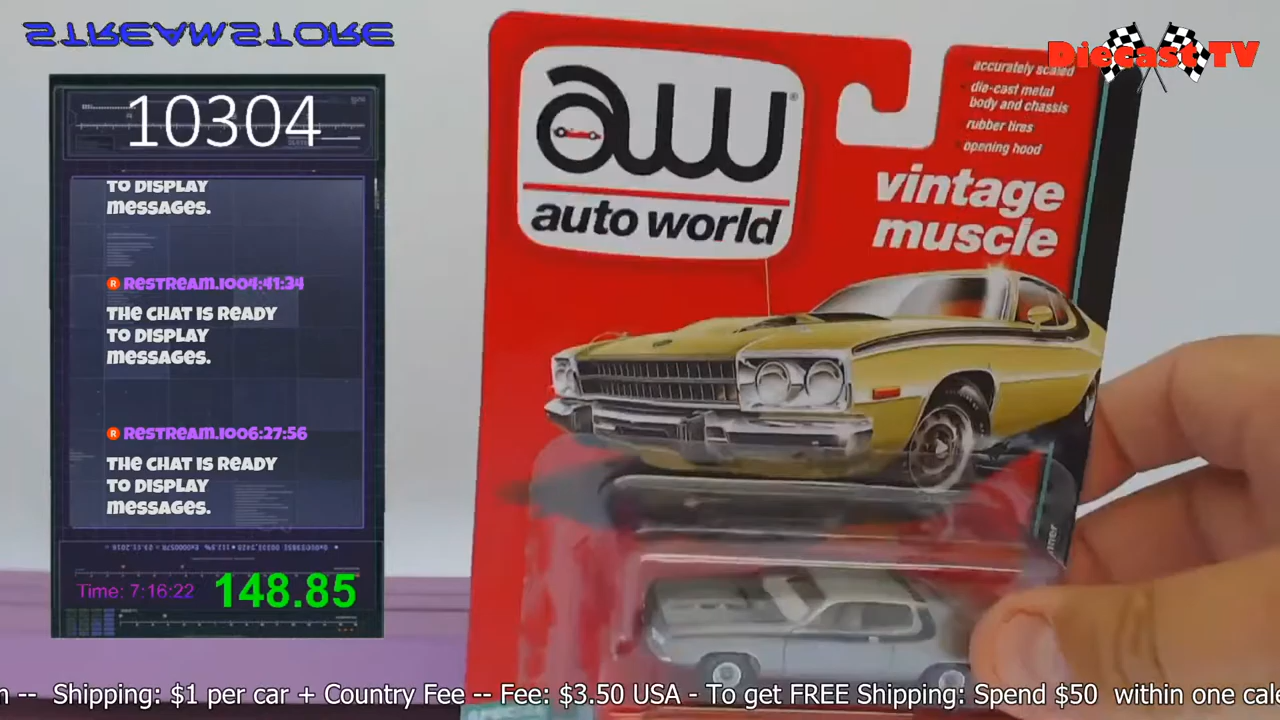 STREAMSTORE
Diecast TV
10304
TO DISPLAY
MESSAGES.
RESTREAM.IO04:41:34
THE CHAT IS READY
TO DISPLAY
MESSAGES.
RESTREAM.IO06:27:56
THE CHAT IS READY
TO DISPLAY
MESSAGES.
Time: 7:16:22
148.85
aw
®
auto world
accurately scaled
die-cast metal
body and chassis
rubber tires
opening hood
vintage
muscle
-- Shipping: $1 per car + Country Fee -- Fee: $3.50 USA - To get FREE Shipping: Spend $50 within one